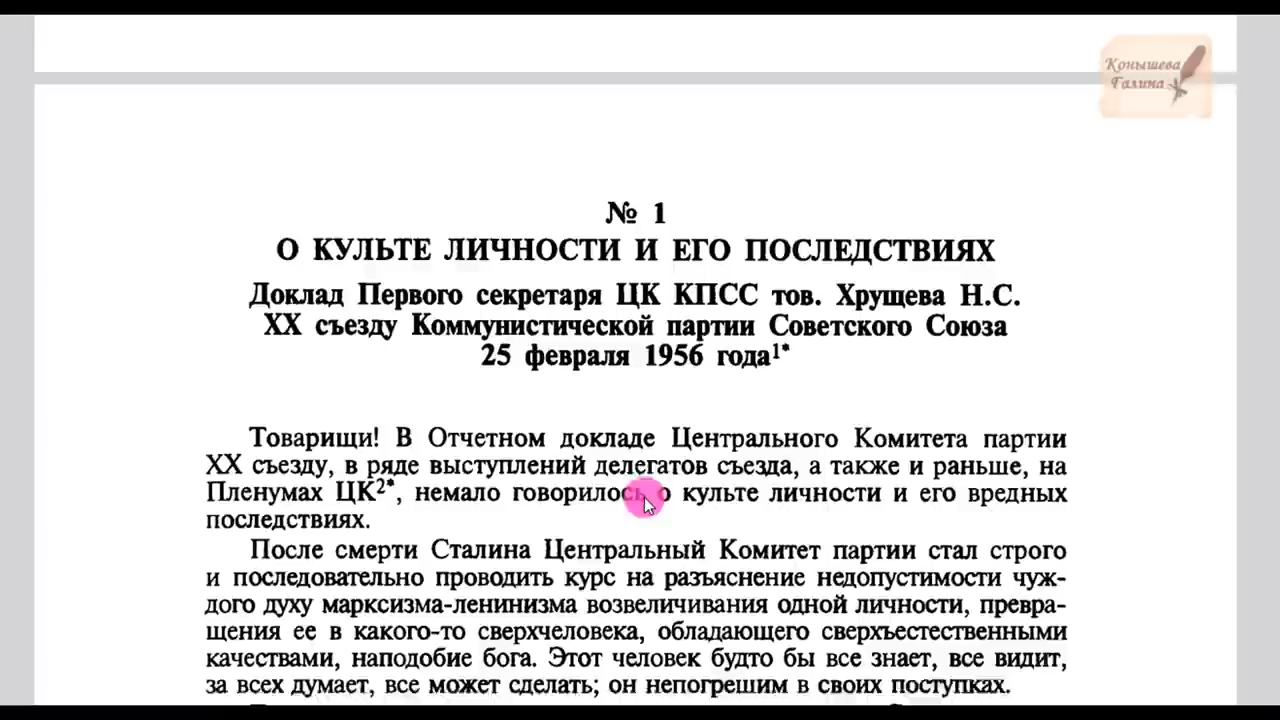 Конышева
Галина
№ 1
О КУЛЬТЕ ЛИЧНОСТИ И ЕГО ПОСЛЕДСТВИЯХ
Доклад Первого секретаря ЦК КПСС тов. Хрущева Н.С.
XX съезду Коммунистической партии Советского Союза
25 февраля 1956 года¹*
Товарищи! В Отчетном докладе Центрального Комитета партии
XX съезду, в ряде выступлений делегатов съезда, а также и раньше, на
Пленумах ЦК²*, немало говорилось о культе личности и его вредных
последствиях.
После смерти Сталина Центральный Комитет партии стал строго
и последовательно проводить курс на разъяснение недопустимости чуж-
дого духу марксизма-ленинизма возвеличивания одной личности, превра-
щения ее в какого-то сверхчеловека, обладающего сверхъестественными
качествами, наподобие бога. Этот человек будто бы все знает, все видит,
за всех думает, все может сделать; он непогрешим в своих поступках.